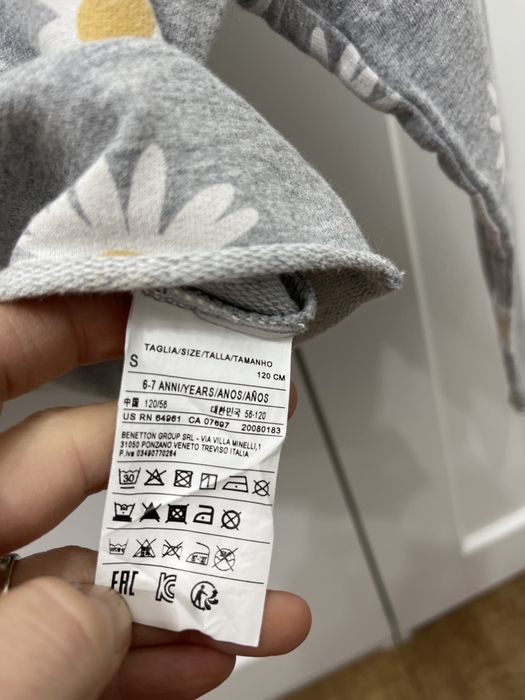 TAGLIA/SIZE/TALLA/TAMANHO
S
120 CM
6-7 ANNI/YEARS/ANOS/AÑOS
中国 120/56 대한민국 56-120
US RN 64961 CA 07697 20080183
BENETTON GROUP SRL - VIA VILLA MINELLI,1
31050 PONZANO VENETO TREVISO ITALIA
P.iva 03490770264
30
EAC